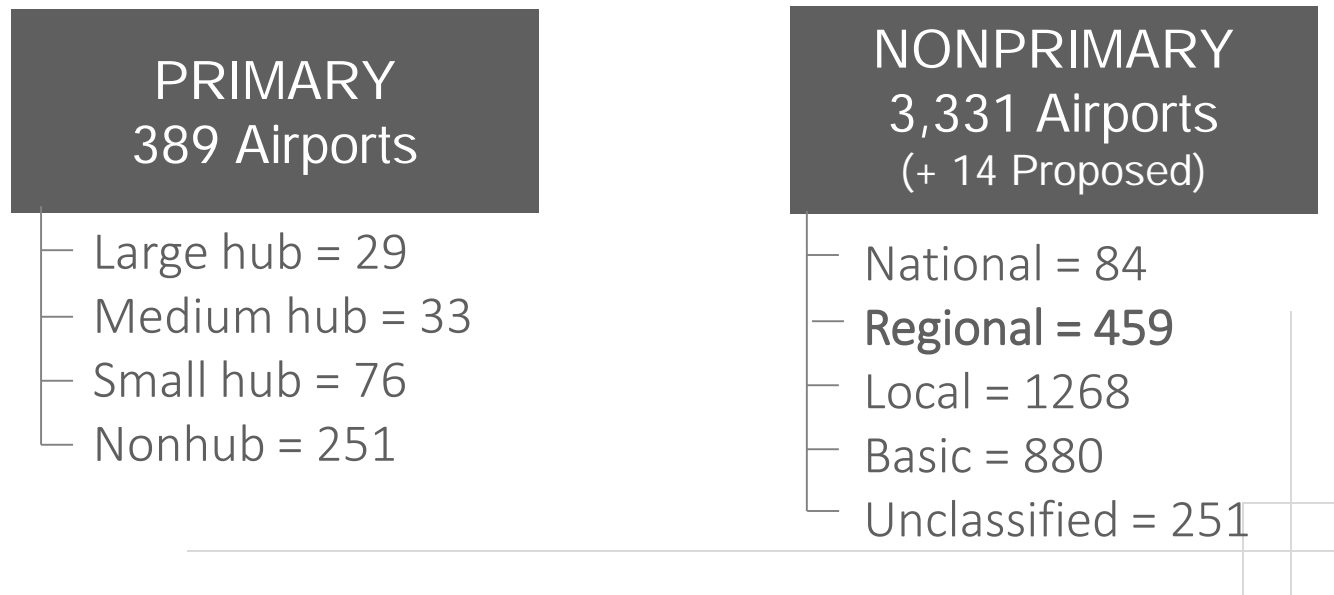 PRIMARY
389 Airports
Large hub = 29
Medium hub = 33
Small hub = 76
Nonhub = 251
NONPRIMARY
3,331 Airports
(+ 14 Proposed)
National = 84
Regional = 459
Local = 1268
Basic = 880
Unclassified = 251